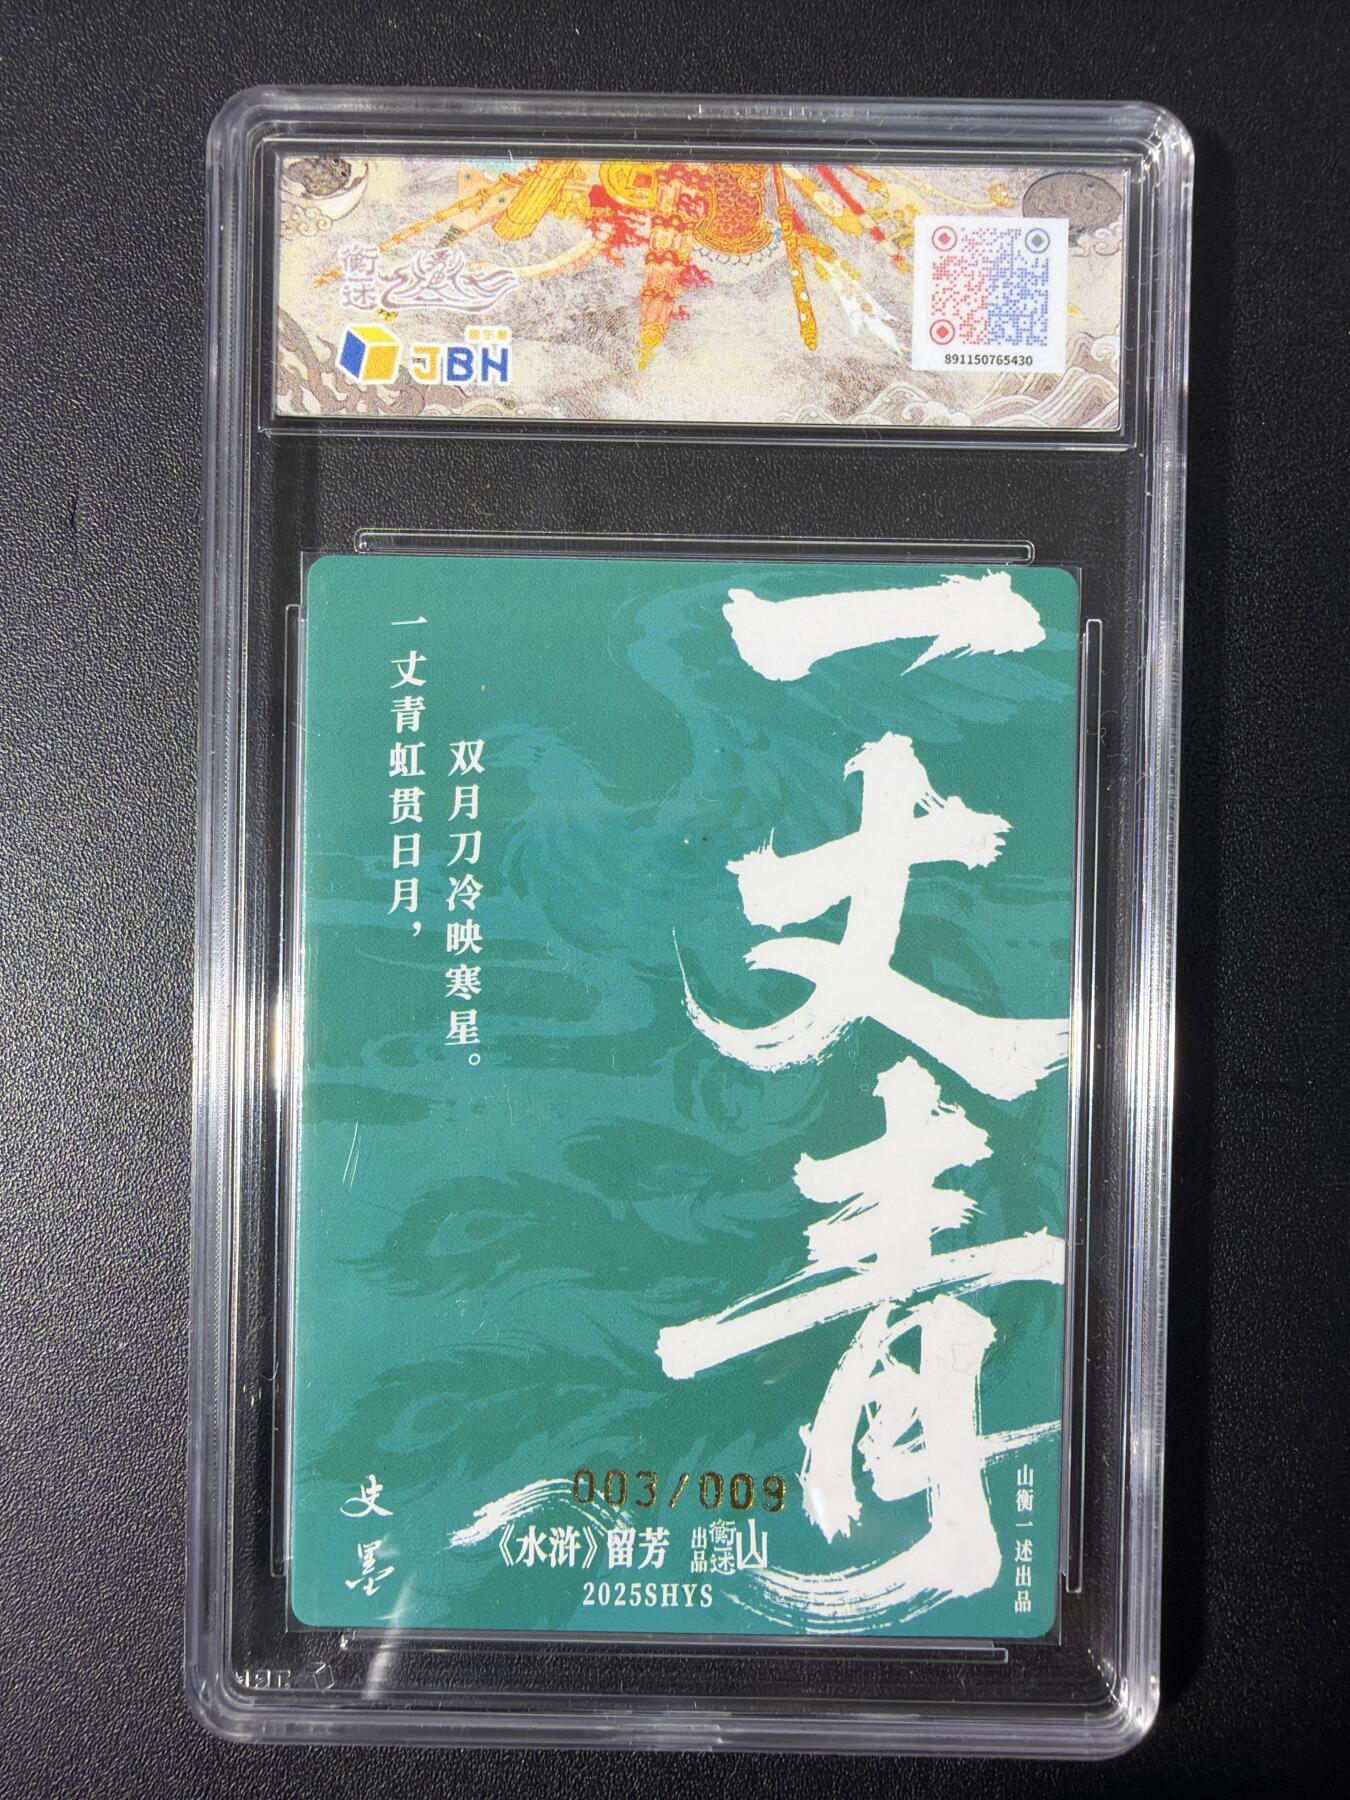 衡述
JBH
891150765430
一丈青
一丈青虹贯日月，
双月刀冷映寒星。
史墨
003/009
《水浒》留芳
出品
衡述山
2025SHYS
山衡一述出品